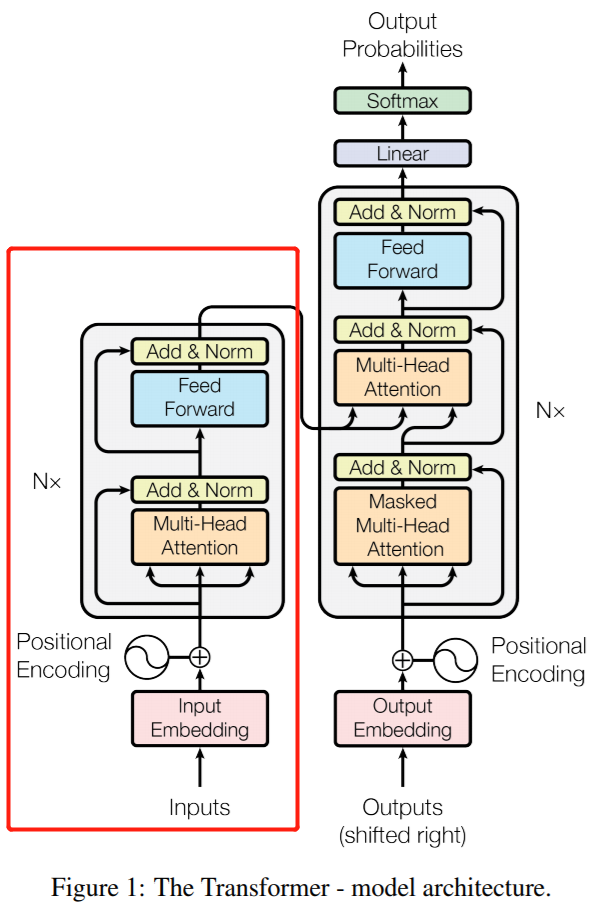 Output
Probabilities
Softmax
Linear
Add & Norm
Feed
Forward
Add & Norm
Multi-Head
Attention
Nx
Add & Norm
Masked
Multi-Head
Attention
Positional
Encoding
Output
Embedding
Outputs
(shifted right)
Add & Norm
Feed
Forward
Nx
Add & Norm
Multi-Head
Attention
Positional
Encoding
Input
Embedding
Inputs
Figure 1: The Transformer - model architecture.